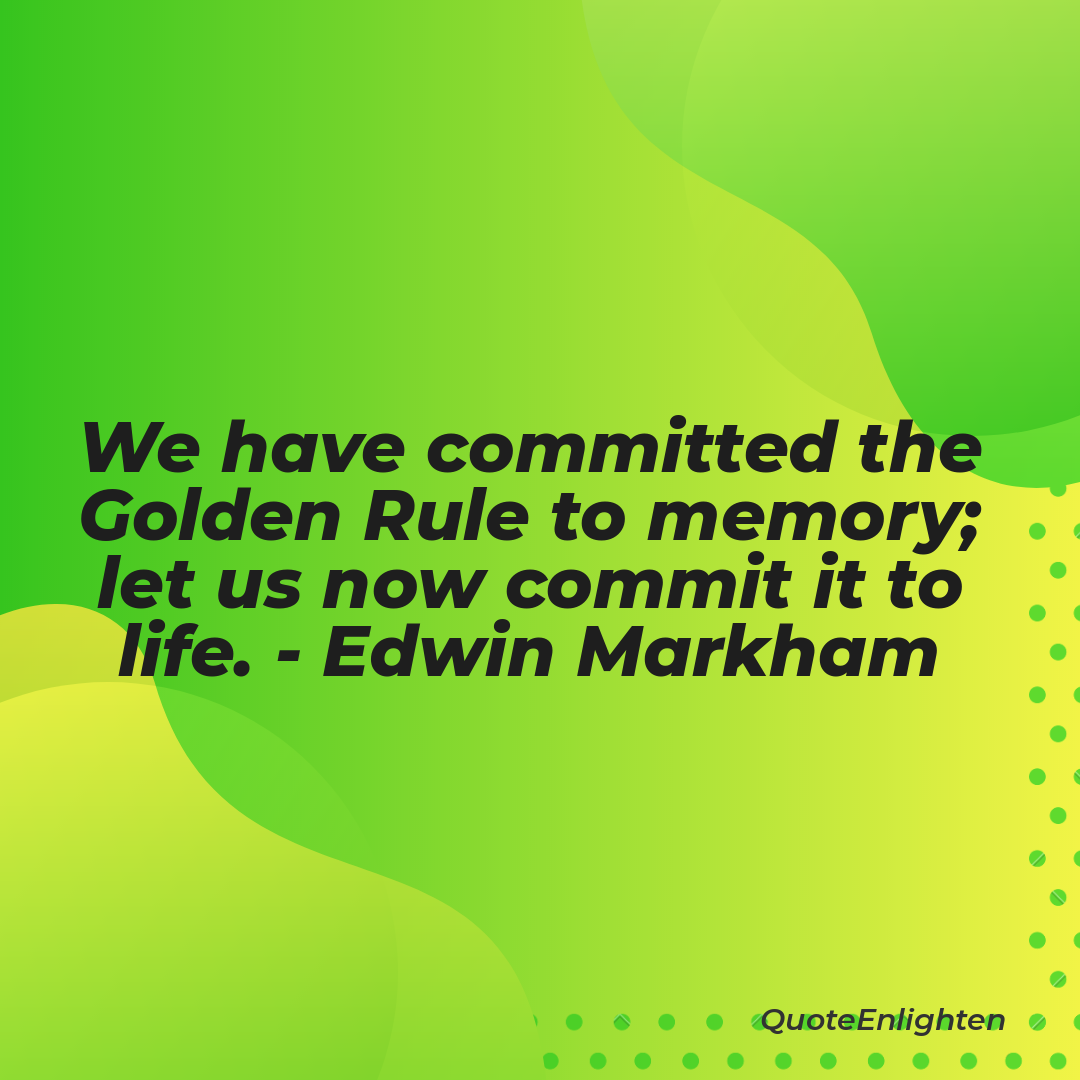 We have committed the
Golden Rule to memory;
let us now commit it to
life. - Edwin Markham
QuoteEnlighten